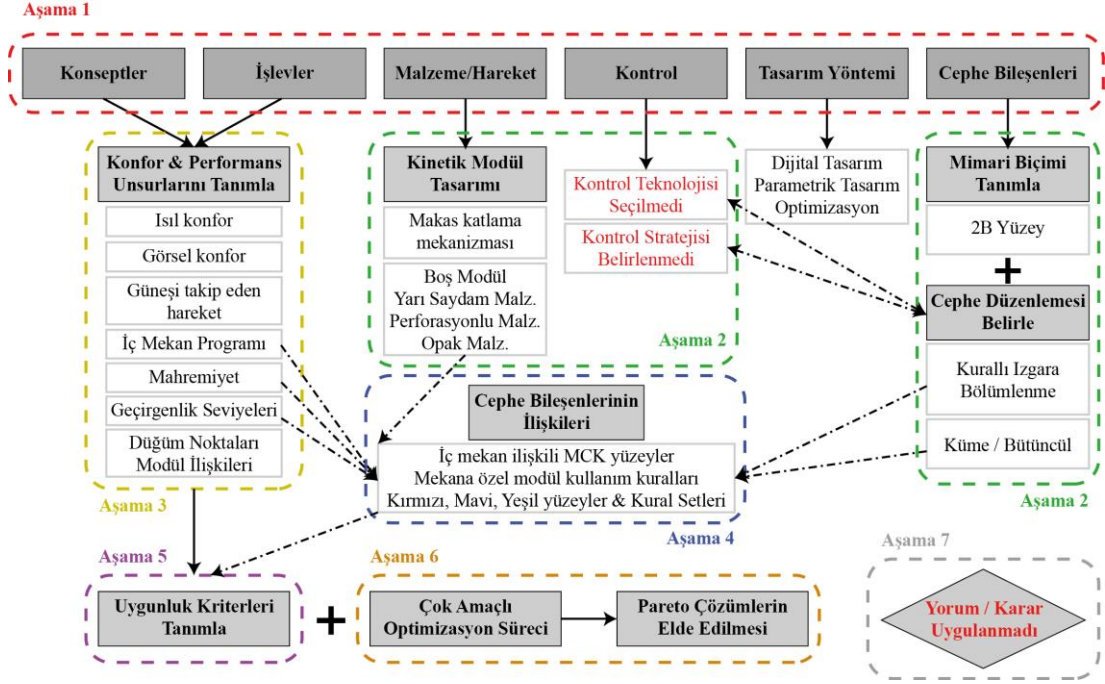 Aşama 1
Konseptler
İşlevler
Malzeme/Hareket
Kontrol
Tasarım Yöntemi
Cephe Bileşenleri
Konfor & Performans
Unsurlarını Tanımla
Isıl konfor
Görsel konfor
Güneşi takip eden
hareket
İç Mekan Programı
Mahremiyet
Geçirgenlik Seviyeleri
Düğüm Noktaları
Modül İlişkileri
Aşama 3
Kinetik Modül
Tasarımı
Makas katlama
mekanizması
Boş Modül
Yarı Saydam Malz.
Perforasyonlu Malz.
Opak Malz.
Kontrol Teknolojisi
Seçilmedi
Kontrol Stratejisi
Belirlenmedi
Aşama 2
Dijital Tasarım
Parametrik Tasarım
Optimizasyon
Mimari Biçimi
Tanımla
2B Yüzey
+
Cephe Düzenlemesi
Belirle
Kurallı Izgara
Bölümlenme
Küme / Bütüncül
Aşama 2
Cephe Bileşenlerinin
İlişkileri
İç mekan ilişkili MCK yüzeyler
Mekana özel modül kullanım kuralları
Kırmızı, Mavi, Yeşil yüzeyler & Kural Setleri
Aşama 4
Aşama 5
Uygunluk Kriterleri
Tanımla
+
Aşama 6
Çok Amaçlı
Optimizasyon Süreci
Pareto Çözümlerin
Elde Edilmesi
Aşama 7
Yorum / Karar
Uygulanmadı